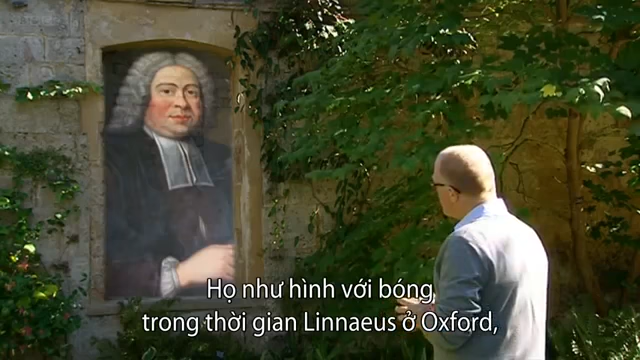 Họ như hình với bóng
trong thời gian Linnaeus ở Oxford,